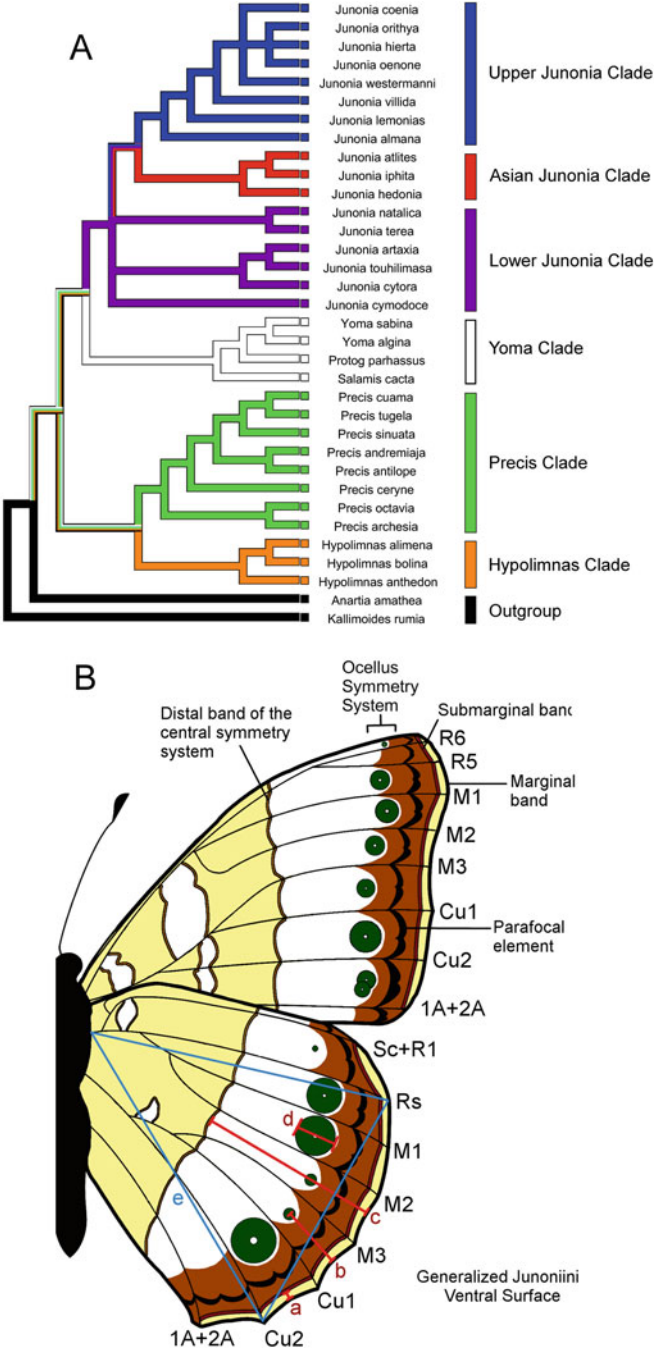 A
Junonia coenia
Junonia orithya
Junonia hierta
Junonia oenone
Junonia westermanni
Junonia villida
Junonia lemonias
Junonia almana
Junonia atlites
Junonia iphita
Junonia hedonia
Junonia natalica
Junonia terea
Junonia artaxia
Junonia touhilimasa
Junonia cytora
Junonia cymodoce
Yoma sabina
Yoma algina
Protog parhassus
Salamis cacta
Precis cuama
Precis tugela
Precis sinuata
Precis andremiaja
Precis antilope
Precis ceryne
Precis octavia
Precis archesia
Hypolimnas alimena
Hypolimnas bolina
Hypolimnas anthedon
Anartia amathea
Kallimoides rumia
Upper Junonia Clade
Asian Junonia Clade
Lower Junonia Clade
Yoma Clade
Precis Clade
Hypolimnas Clade
Outgroup
B
Ocellus
Symmetry
System
Distal band of the
central symmetry
system
Submarginal banc
R6
R5
Marginal
band
M1
M2
M3
Cu1
Parafocal
element
Cu2
1A+2A
Sc+R1
Rs
d
M1
e
M2
c
M3
b
Cu1
a
Cu2
1A+2A
Generalized Junoniini
Ventral Surface